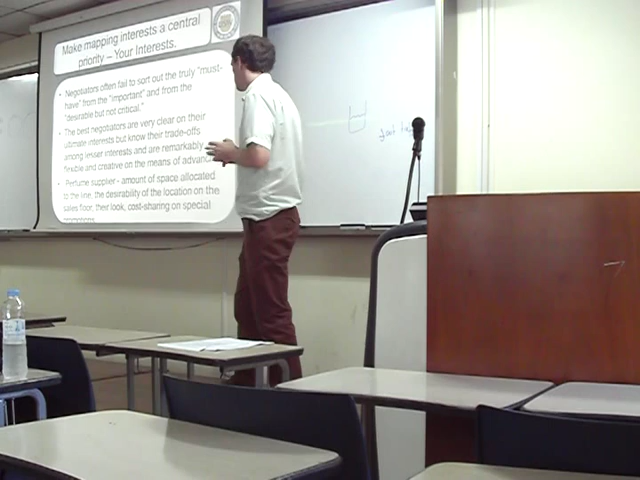 Make mapping interests a central
priority – Your Interests.
• Negotiators often fail to sort out the truly "must-
have" from the "important" and from the
"desirable but not critical."
• The best negotiators are very clear on their
ultimate interests but know their trade-offs
among lesser interests and are remarkably
flexible and creative on the means of
• Perfume supplier - amount of space allocated
to the line, the desirability of the location on the
sales floor, their look, cost-sharing on special